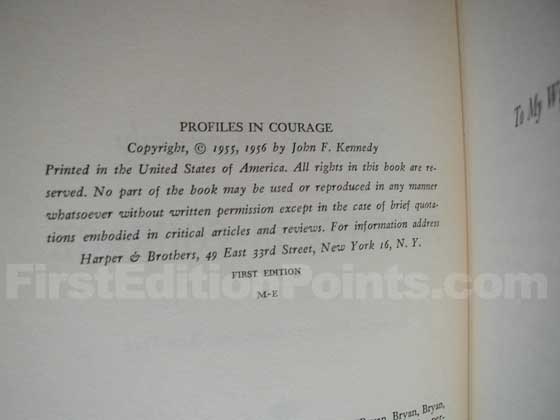 PROFILES IN COURAGE
Copyright, © 1955, 1956 by John F. Kennedy
Printed in the United States of America. All rights in this book are re-
served. No part of the book may be used or reproduced in any manner
whatsoever without written permission except in the case of brief quota-
tions embodied in critical articles and reviews. For information address
Harper & Brothers, 49 East 33rd Street, New York 16, N. Y.
FIRST EDITION
M-E
FirstEditionPoints.com
Bryan, Bryan,
per-
To My